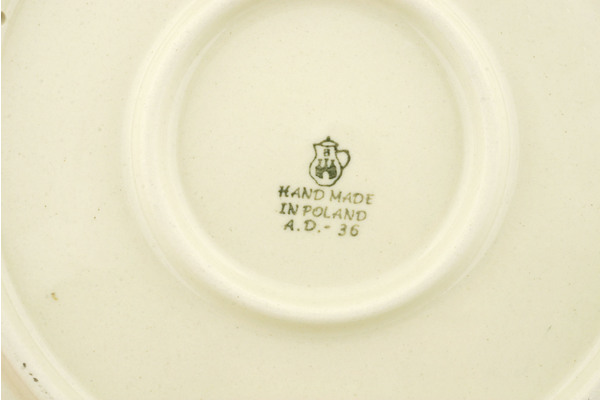 HAND MADE
IN POLAND
A.D.- 36